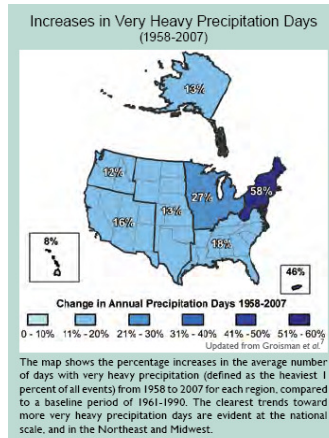 Increases in Very Heavy Precipitation Days
(1958-2007)
13%
12%
16%
13%
27%
58%
18%
8%
46%
Change in Annual Precipitation Days 1958-2007
0 - 10% 11% -20% 21% - 30% 31% - 40% 41% -50% 51% - 60%
Updated from Groisman et al.7
The map shows the percentage increases in the average number
of days with very heavy precipitation (defined as the heaviest 1
percent of all events) from 1958 to 2007 for each region, compared
to a baseline period of 1961-1990. The clearest trends toward
more very heavy precipitation days are evident at the national
scale, and in the Northeast and Midwest.